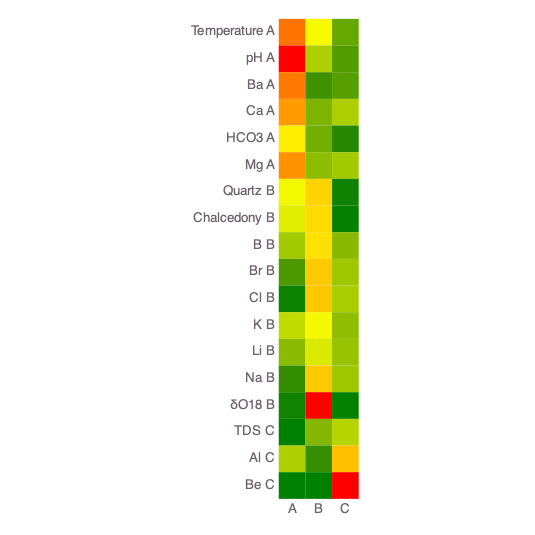 Temperature A
pH A
Ba A
Ca A
HCO3 A
Mg A
Quartz B
Chalcedony B
B B
Br B
Cl B
K B
Li B
Na B
δO18 B
TDS C
Al C
Be C
A B C